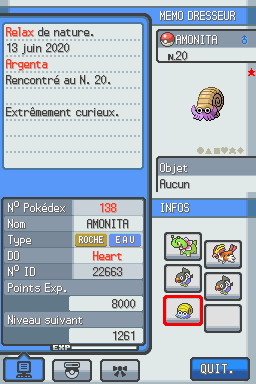 MEMO DRESSEUR
Relax de nature.
13 juin 2020
Argenta
Rencontré au N. 20.
Extrêmement curieux.
AMONITA ♂
N.20
Objet
Aucun
No Pokédex 138
Nom AMONITA
Type ROCHE EAU
DO Heart
No ID 22663
Points Exp.
8000
Niveau suivant
1261
EXP
INFOS
QUIT.